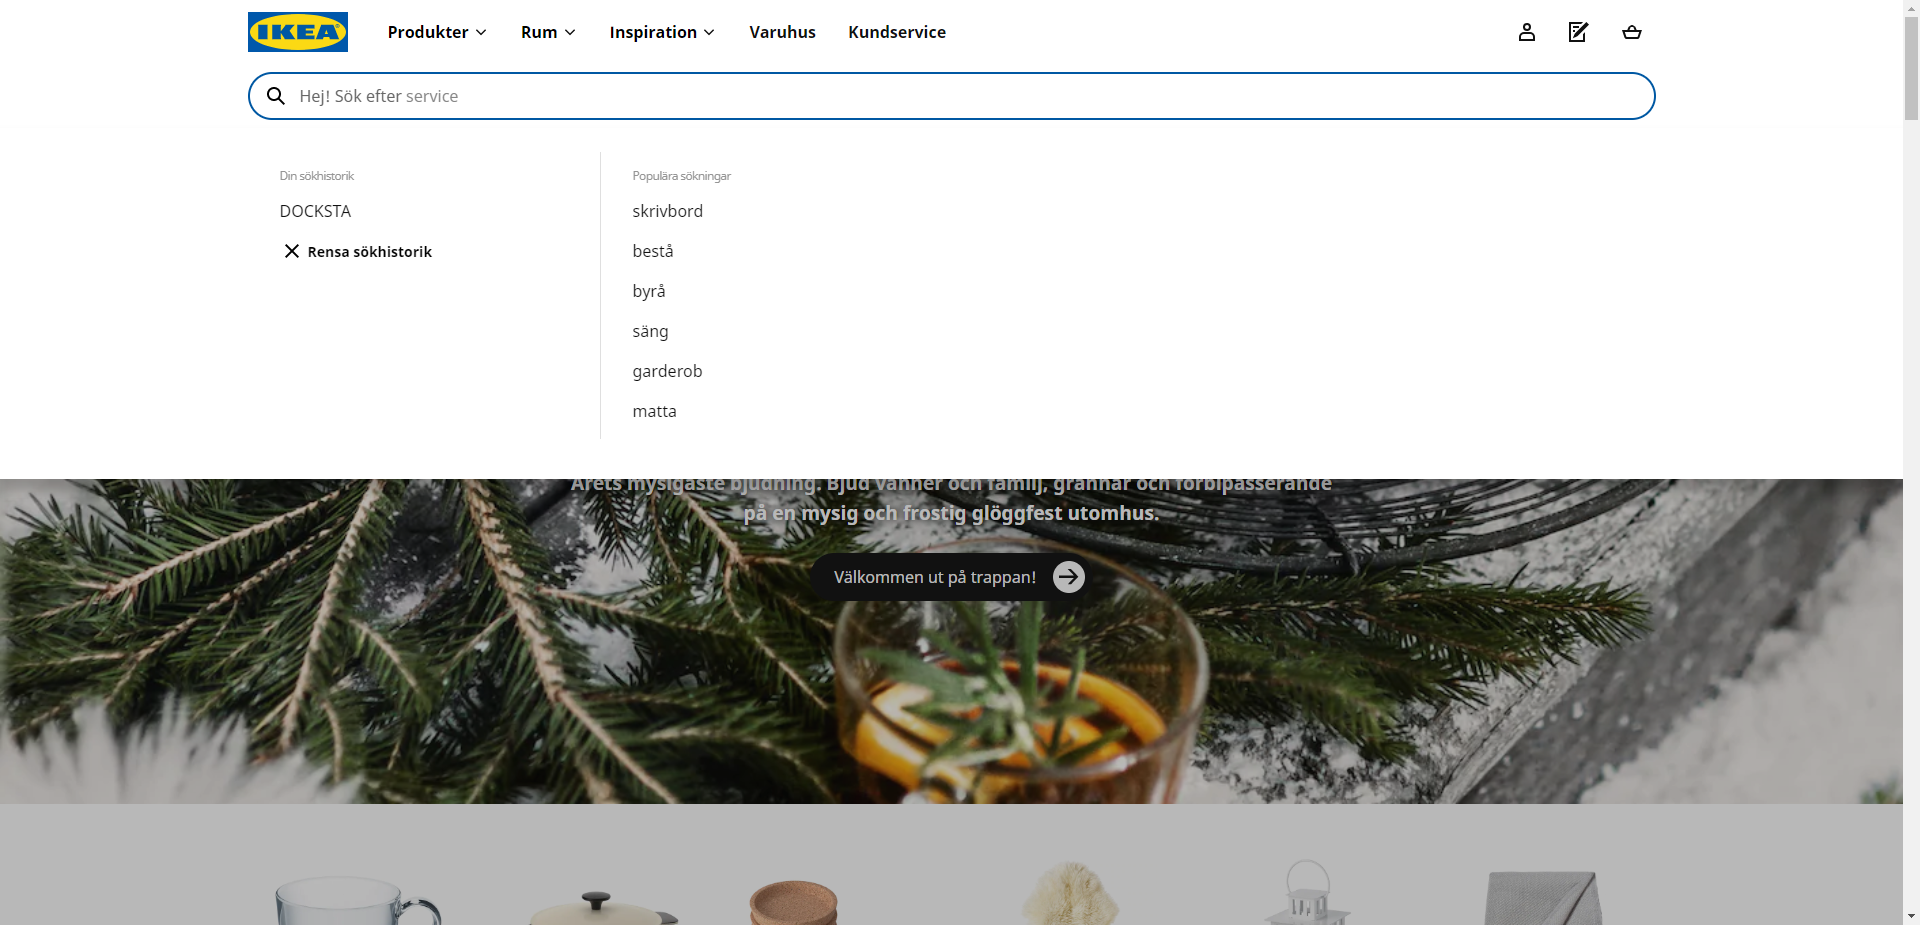 IKEA
Produkter
Rum
Inspiration
Varuhus
Kundservice
Hej! Sök efter service
Din sökhistorik
DOCKSTA
Rensa sökhistorik
Populära sökningar
skrivbord
bestå
byrå
säng
garderob
matta
Årets mysigaste bjudning. Bjud vänner och familj, grannar och förbipasserande
på en mysig och frostig glöggfest utomhus.
Välkommen ut på trappan!